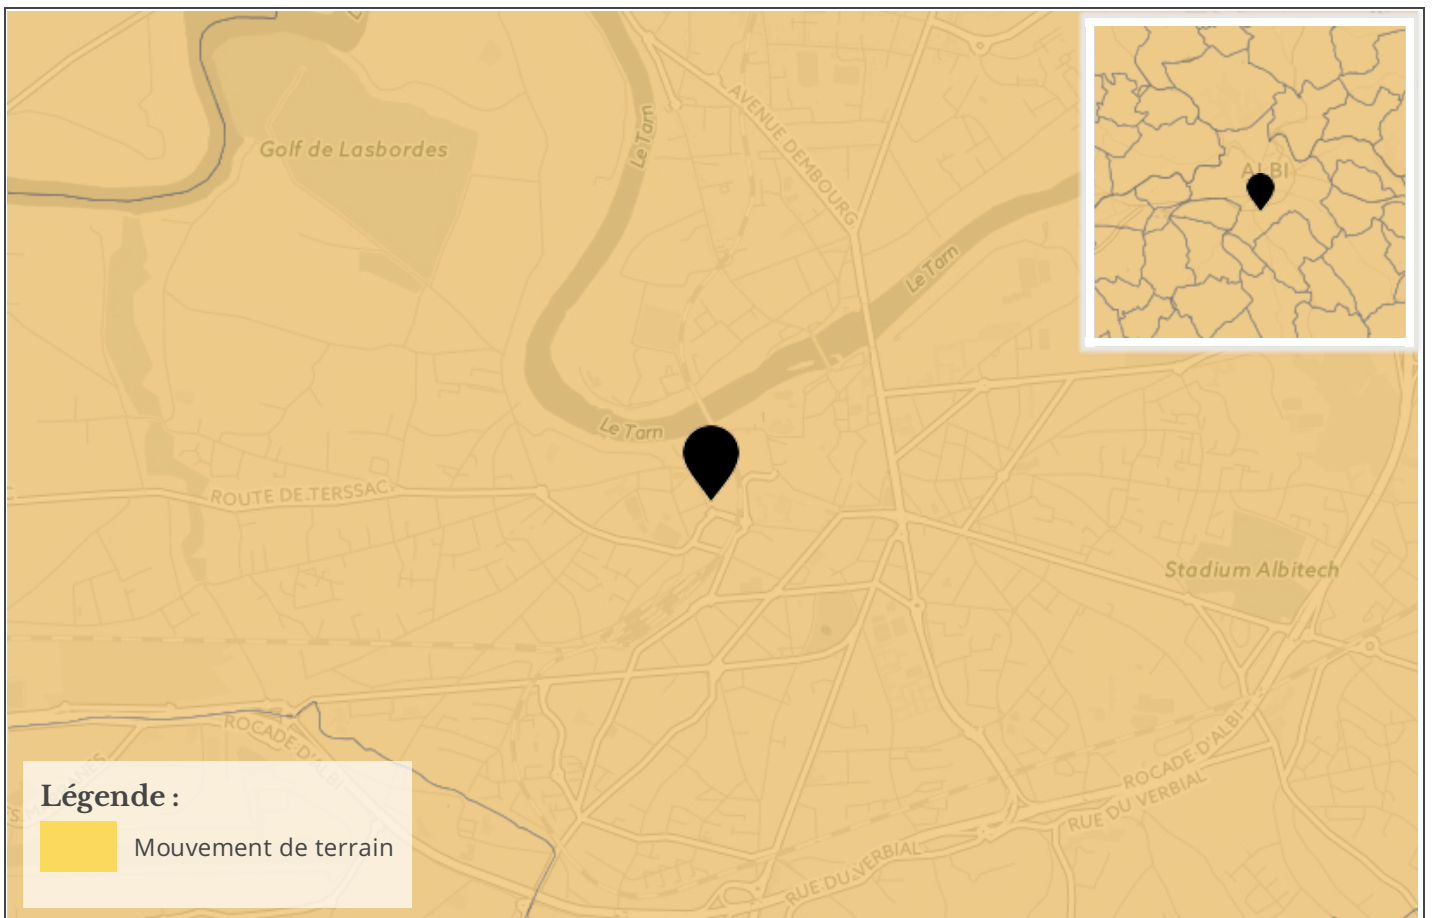 Golf de Lasbordes
Le Tarn
AVENUE DEMBOURG
ALBI
Le Tarn
Le Tarn
ROUTE DE TERSSAC
Stadium Albitech
ROCADE D'ALBI
ROCADE D'ALBI
RUE DU VERBIAL
RUE DU VERBIAL
Légende :
Mouvement de terrain